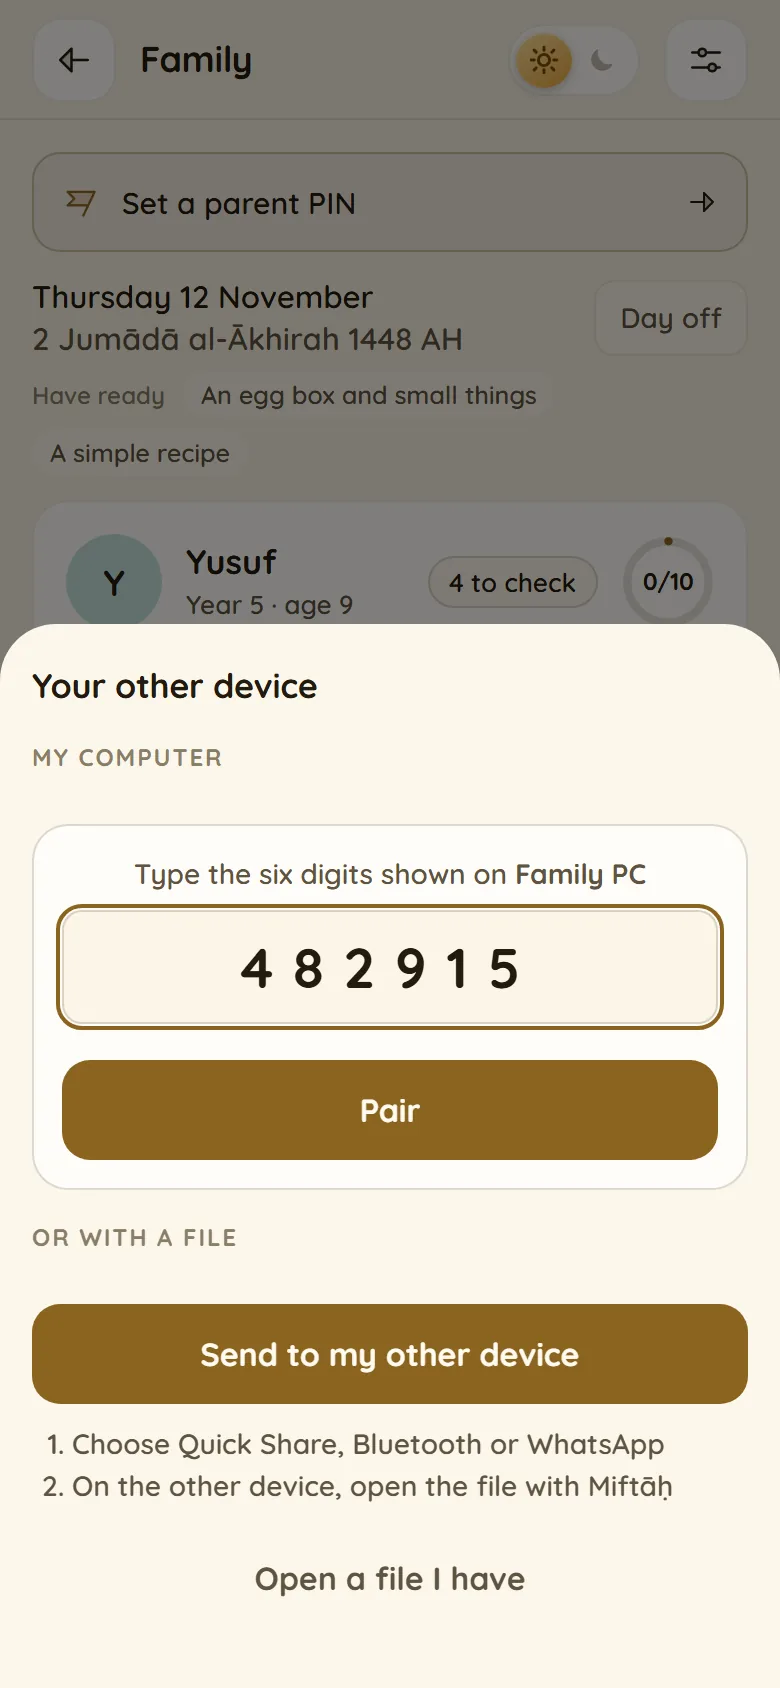 Family
Set a parent PIN
Thursday 12 November
2 Jumādā al-Ākhirah 1448 AH
Day off
Have ready
An egg box and small things
A simple recipe
Y
Yusuf
Year 5 · age 9
4 to check
0/10
Your other device
MY COMPUTER
Type the six digits shown on Family PC
4 8 2 9 1 5
Pair
OR WITH A FILE
Send to my other device
1. Choose Quick Share, Bluetooth or WhatsApp
2. On the other device, open the file with Miftāḥ
Open a file I have